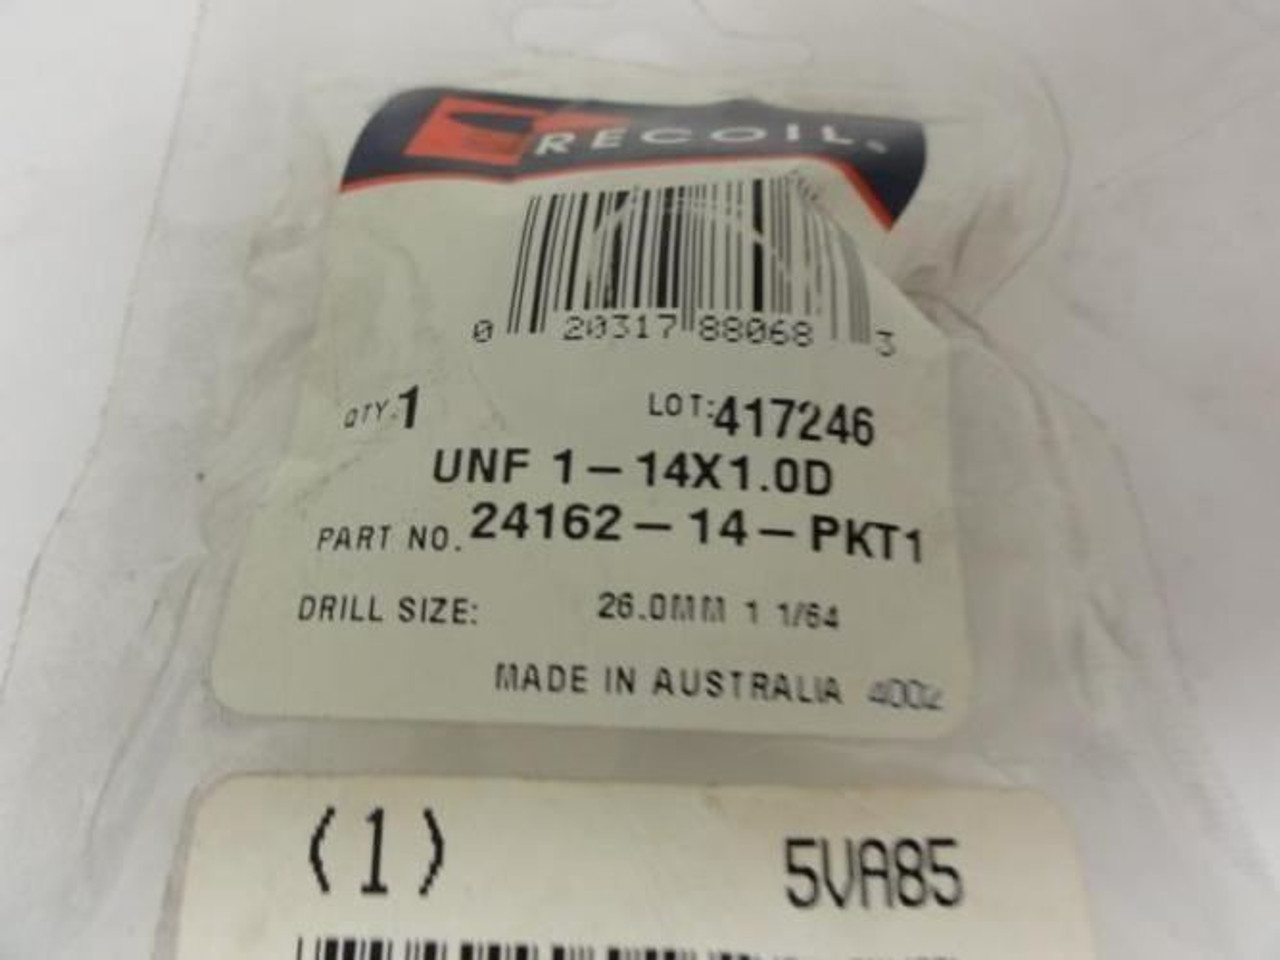 RECOIL
0 20317 88068 3
QTY.1 LOT:417246
UNF 1-14X1.0D
PART NO. 24162-14-PKT1
DRILL SIZE: 26.0MM 1 1/64
MADE IN AUSTRALIA 4002
(1) 5VA85